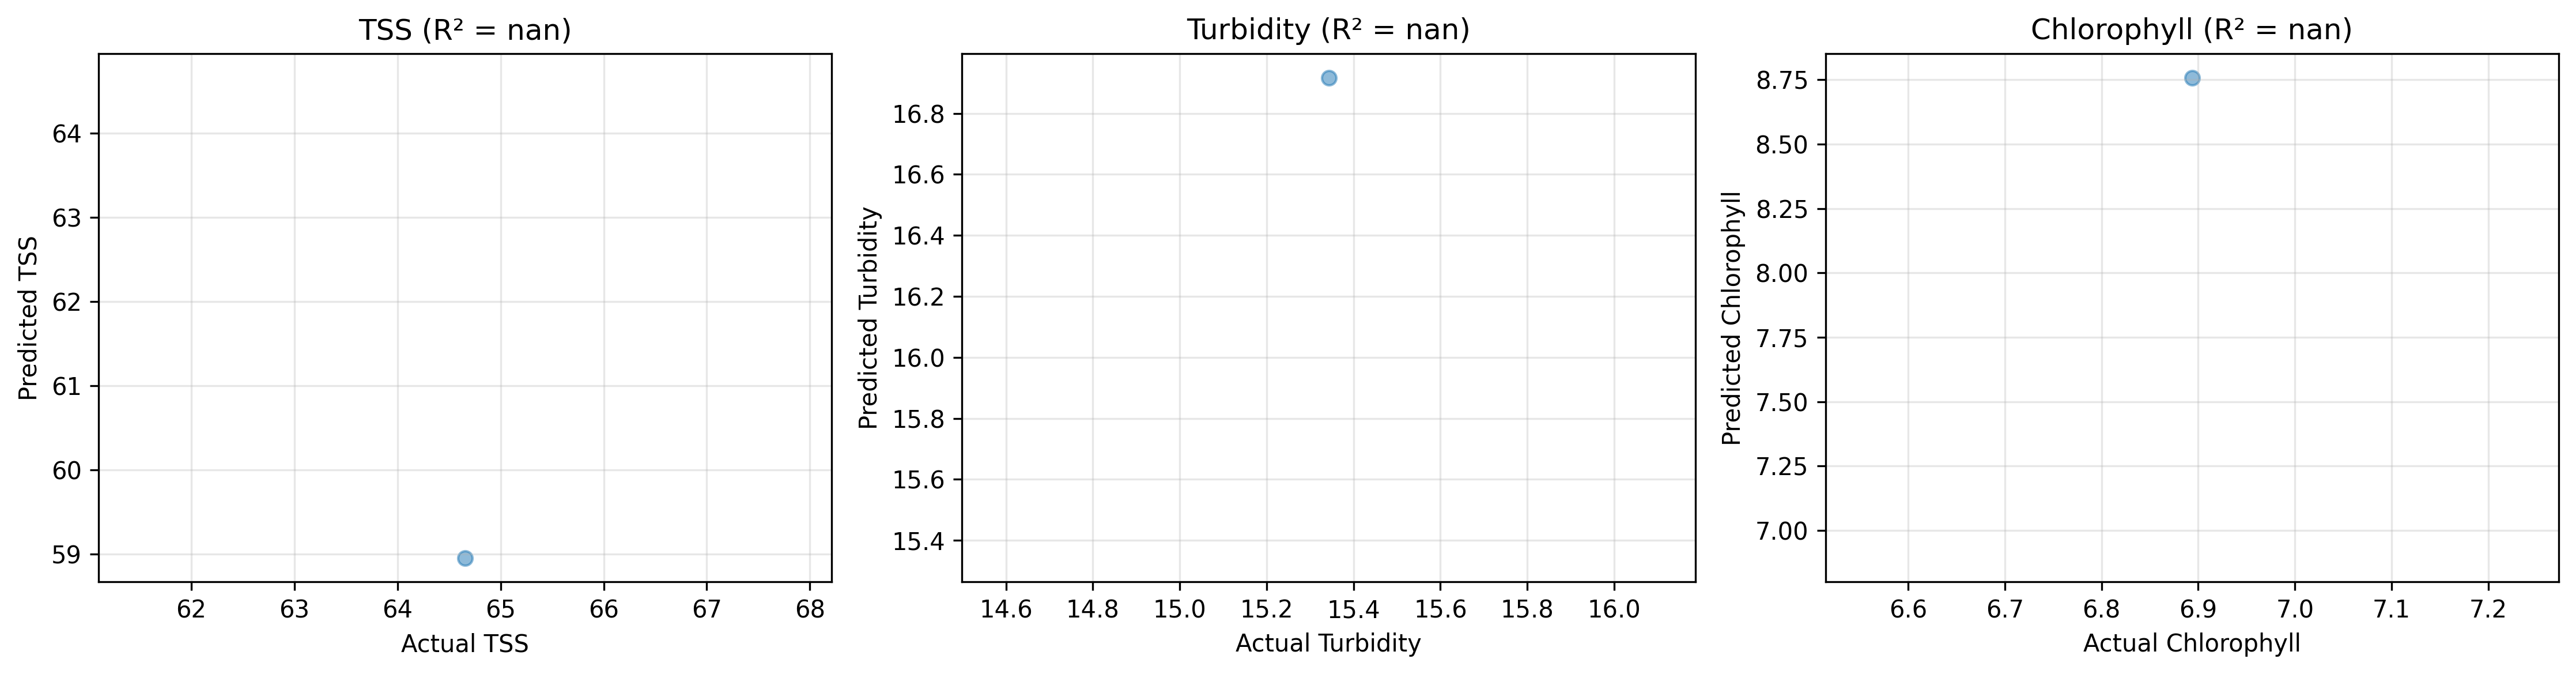 TSS (R² = nan)
64
63
62
61
60
59
Predicted TSS
62 63 64 65 66 67 68
Actual TSS
Turbidity (R² = nan)
16.8
16.6
16.4
16.2
16.0
15.8
15.6
15.4
Predicted Turbidity
14.6 14.8 15.0 15.2 15.4 15.6 15.8 16.0
Actual Turbidity
Chlorophyll (R² = nan)
8.75
8.50
8.25
8.00
7.75
7.50
7.25
7.00
Predicted Chlorophyll
6.6 6.7 6.8 6.9 7.0 7.1 7.2
Actual Chlorophyll